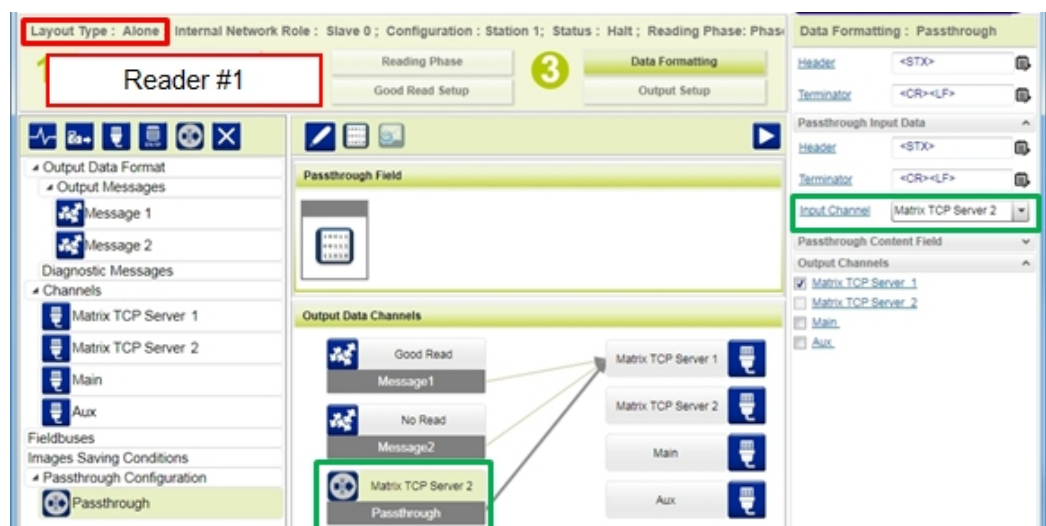 Layout Type : Alone Internal Network Role : Slave 0 ; Configuration : Station 1; Status : Halt ; Reading Phase: Phas
Reader #1
Reading Phase
Good Read Setup
3
Data Formatting
Output Setup
Output Data Format
Output Messages
Message 1
Message 2
Diagnostic Messages
Channels
Matrix TCP Server 1
Matrix TCP Server 2
Main
Aux
Fieldbuses
Images Saving Conditions
Passthrough Configuration
Passthrough
Passthrough Field
Output Data Channels
Good Read
Message1
No Read
Message2
Matrix TCP Server 2
Passthrough
Matrix TCP Server 1
Matrix TCP Server 2
Main
Aux
Data Formatting : Passthrough
Header <STX>
Terminator <CR><LF>
Passthrough Input Data
Header <STX>
Terminator <CR><LF>
Input Channel Matrix TCP Server 2
Passthrough Content Field
Output Channels
Matrix TCP Server 1
Matrix TCP Server 2
Main
Aux